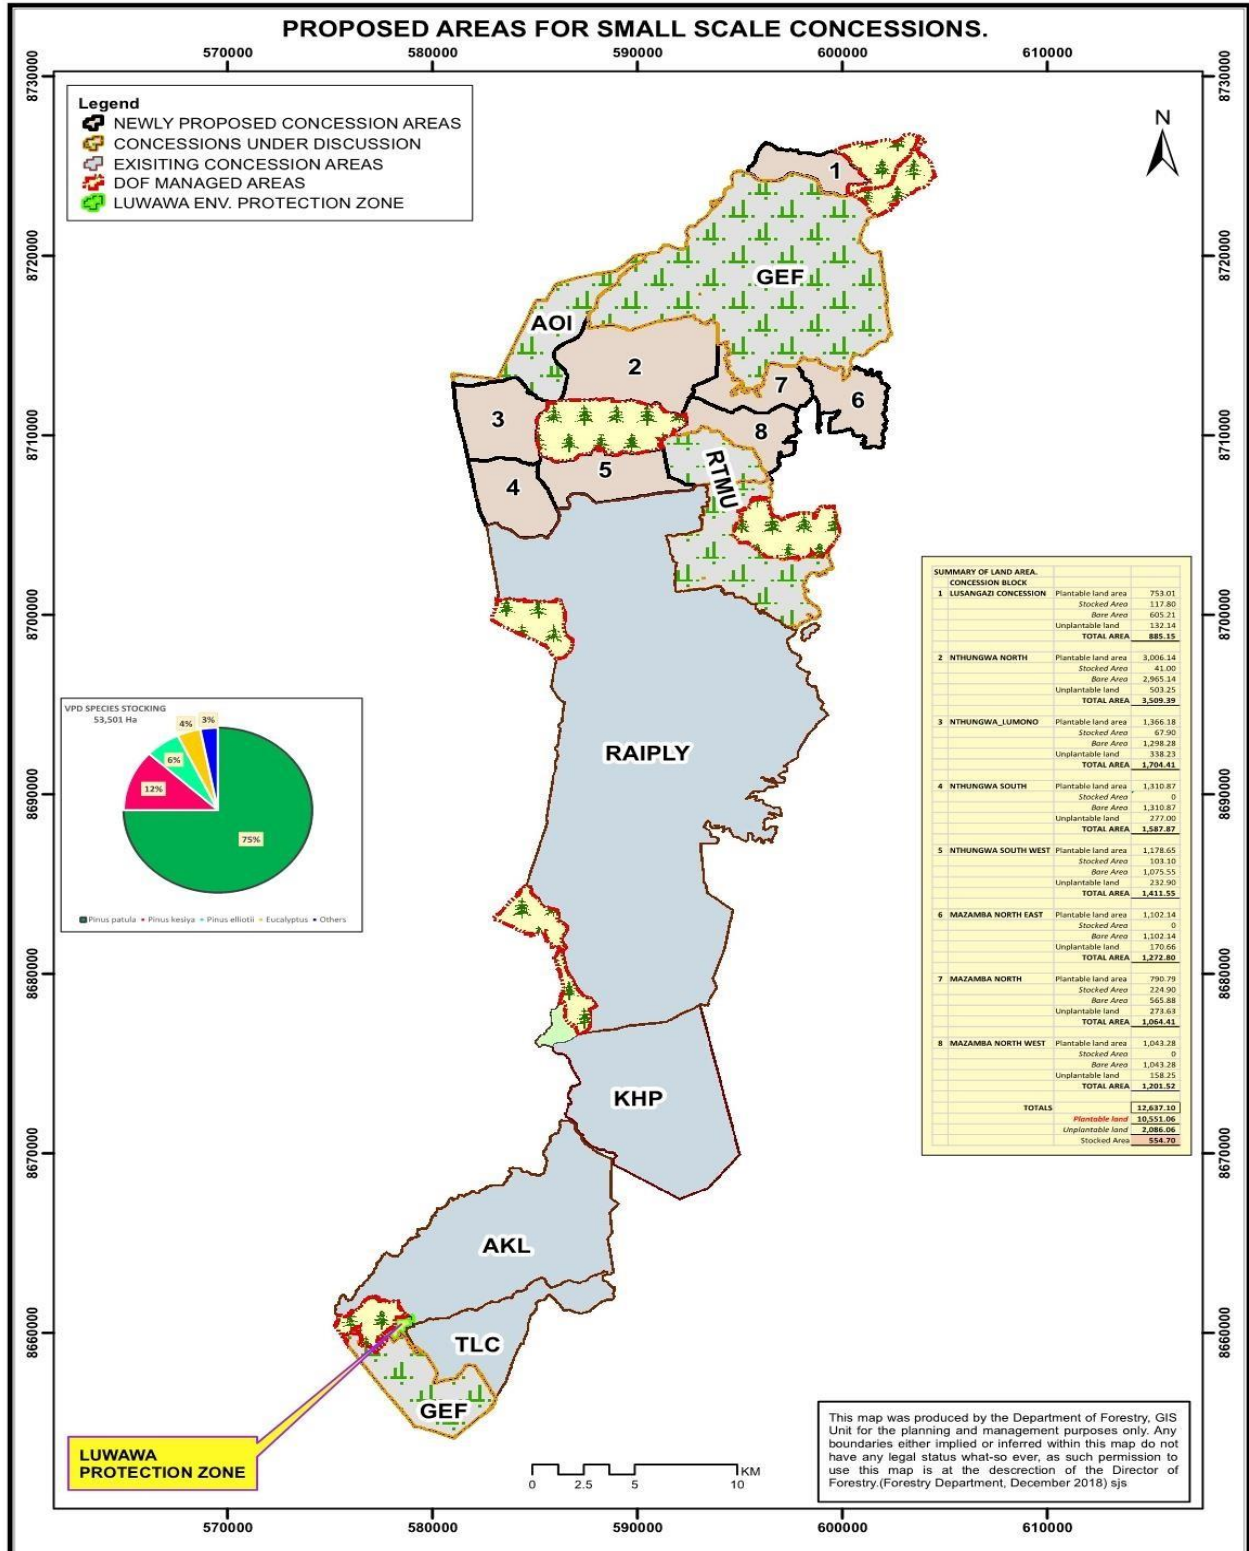 PROPOSED AREAS FOR SMALL SCALE CONCESSIONS.
570000 580000 590000 600000 610000
8730000 8730000
8720000 8720000
8710000 8710000
8700000 8700000
8690000 8690000
8680000 8680000
8670000 8670000
8660000 8660000
Legend
NEWLY PROPOSED CONCESSION AREAS
CONCESSIONS UNDER DISCUSSION
EXISITING CONCESSION AREAS
DOF MANAGED AREAS
LUWAWA ENV. PROTECTION ZONE
N
1
GEF
AOI
2
7
6
3
8
5
4
RTMU
RAIPLY
KHP
AKL
TLC
GEF
VPD SPECIES STOCKING
53,501 Ha
4% 3%
6%
12%
75%
Pinus patula Pinus kesiya Pinus elliotii Eucalyptus Others
SUMMARY OF LAND AREA.
CONCESSION BLOCK
1 LUSANGAZI CONCESSION Plantable land area 753.01
Stocked Area 117.80
Bare Area 605.21
Unplantable land 132.14
TOTAL AREA 885.15
2 NTHUNGWA NORTH Plantable land area 3,006.14
Stocked Area 41.00
Bare Area 2,965.14
Unplantable land 503.25
TOTAL AREA 3,509.39
3 NTHUNGWA_LUMONO Plantable land area 1,366.18
Stocked Area 67.90
Bare Area 1,298.28
Unplantable land 338.23
TOTAL AREA 1,704.41
4 NTHUNGWA SOUTH Plantable land area 1,310.87
Stocked Area 0
Bare Area 1,310.87
Unplantable land 277.00
TOTAL AREA 1,587.87
5 NTHUNGWA SOUTH WEST Plantable land area 1,178.65
Stocked Area 103.10
Bare Area 1,075.55
Unplantable land 232.90
TOTAL AREA 1,411.55
6 MAZAMBA NORTH EAST Plantable land area 1,102.14
Stocked Area 0
Bare Area 1,102.14
Unplantable land 170.66
TOTAL AREA 1,272.80
7 MAZAMBA NORTH Plantable land area 790.79
Stocked Area 224.90
Bare Area 565.88
Unplantable land 273.63
TOTAL AREA 1,064.41
8 MAZAMBA NORTH WEST Plantable land area 1,043.28
Stocked Area 0
Bare Area 1,043.28
Unplantable land 158.25
TOTAL AREA 1,201.52
TOTALS 12,637.10
Plantable land 10,551.06
Unplantable land 2,086.06
Stocked Area 554.70
LUWAWA
PROTECTION ZONE
0 2.5 5 10 KM
This map was produced by the Department of Forestry, GIS
Unit for the planning and management purposes only. Any
boundaries either implied or inferred within this map do not
have any legal status what-so ever, as such permission to
use this map is at the descrection of the Director of
Forestry.(Forestry Department, December 2018) sjs
570000 580000 590000 600000 610000